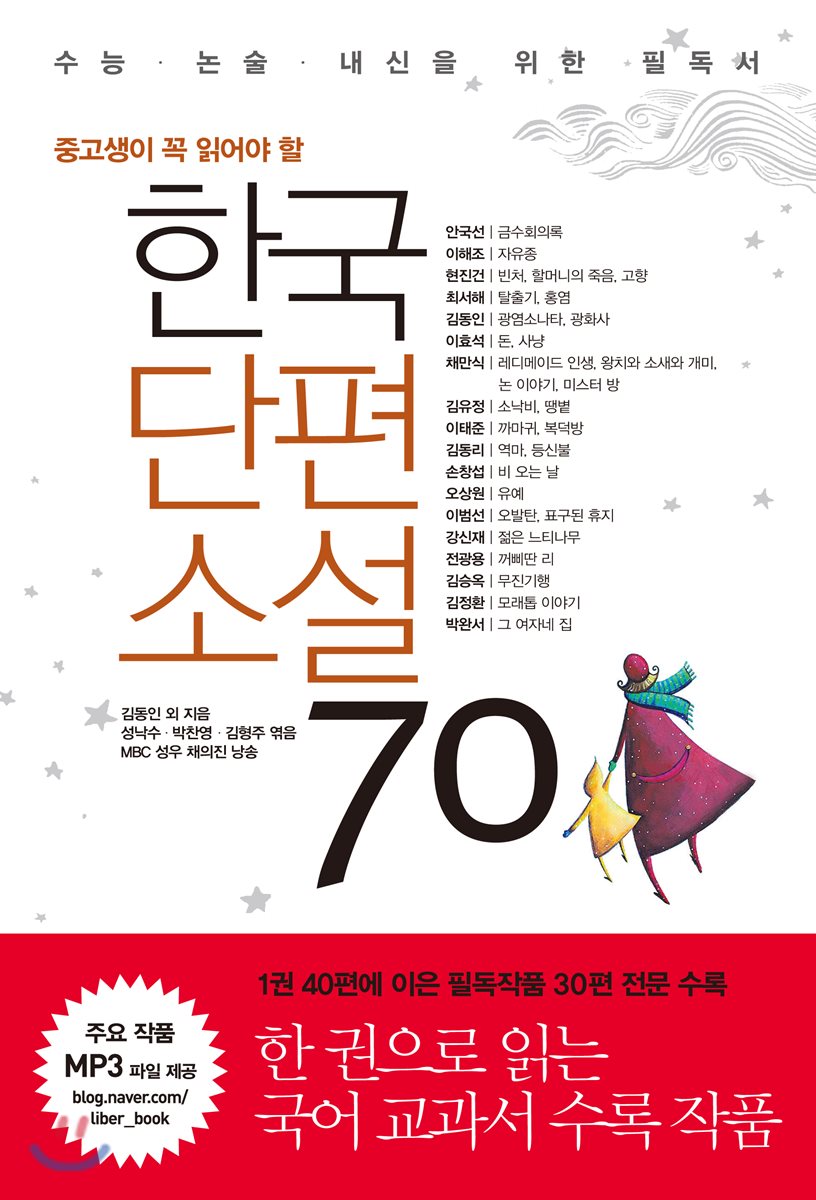 수능 · 논술 · 내신을 위한 필독서
중고생이 꼭 읽어야 할
한국
단편
소설
70
안국선 | 금수회의록
이해조 | 자유종
현진건 | 빈처, 할머니의 죽음, 고향
최서해 | 탈출기, 홍염
김동인 | 광염소나타, 광화사
이효석 | 돈, 사냥
채만식 | 레디메이드 인생, 왕치와 소새와 개미,
논 이야기, 미스터 방
김유정 | 소낙비, 땡볕
이태준 | 까마귀, 복덕방
김동리 | 역마, 등신불
손창섭 | 비 오는 날
오상원 | 유예
이범선 | 오발탄, 표구된 휴지
강신재 | 젊은 느티나무
전광용 | 꺼삐딴 리
김승옥 | 무진기행
김정환 | 모래톱 이야기
박완서 | 그 여자네 집
김동인 외 지음
성낙수 · 박찬영 · 김형주 엮음
MBC 성우 채의진 낭송
1권 40편에 이은 필독작품 30편 전문 수록
한 권으로 읽는
국어 교과서 수록 작품
주요 작품
MP3 파일 제공
blog.naver.com/
liber_book